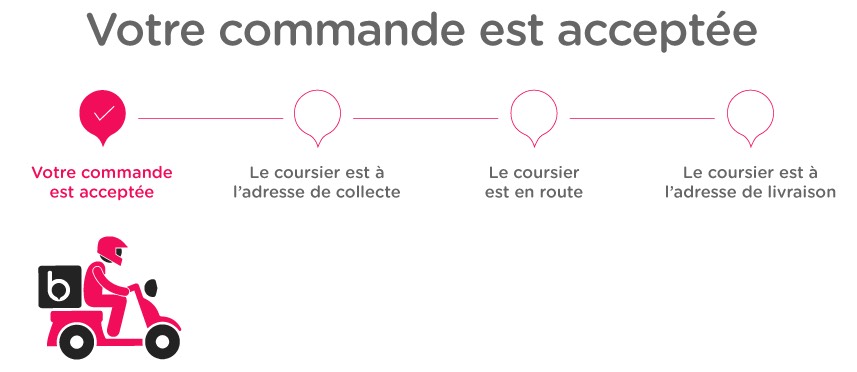 Votre commande est acceptée
Votre commande
est acceptée
Le coursier est à
l'adresse de collecte
Le coursier
est en route
Le coursier est à
l'adresse de livraison
b